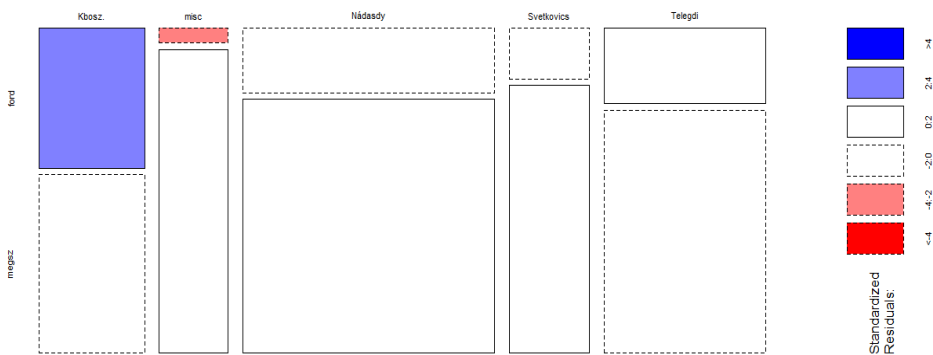 Kbosz.
misc
Nádasdy
Svetkovics
Telegdi
ford
megsz
>4
2:4
0:2
-2:0
-4:-2
<-4
Standardized
Residuals: